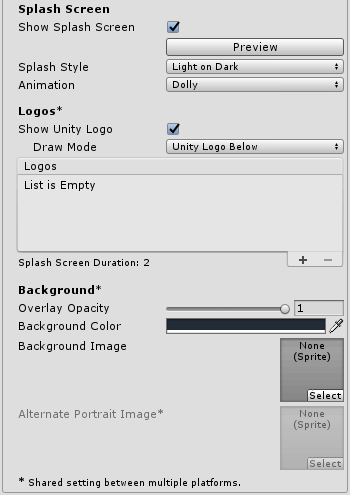 Splash Screen
Show Splash Screen
Preview
Splash Style Light on Dark
Animation Dolly
Logos*
Show Unity Logo
Draw Mode Unity Logo Below
Logos
List is Empty
Splash Screen Duration: 2
Background*
Overlay Opacity 1
Background Color
Background Image None
(Sprite)
Select
Alternate Portrait Image* None
(Sprite)
Select
* Shared setting between multiple platforms.